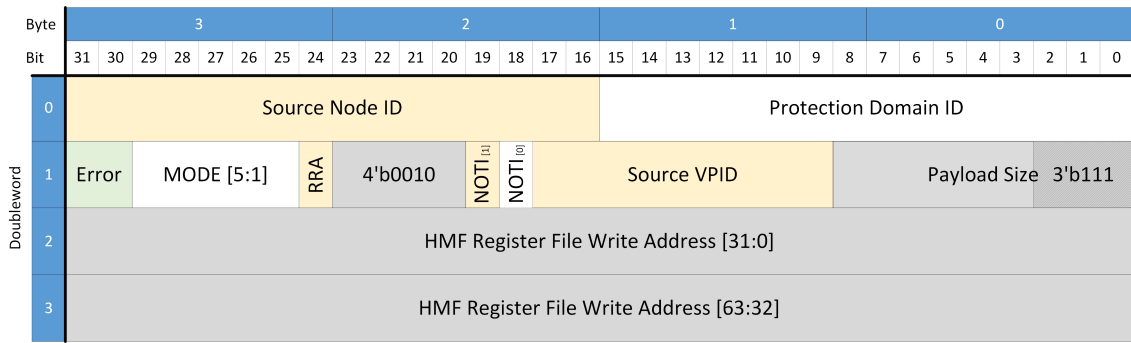 Byte 3 2 1 0
Bit 31 30 29 28 27 26 25 24 23 22 21 20 19 18 17 16 15 14 13 12 11 10 9 8 7 6 5 4 3 2 1 0
Doubleword
0 Source Node ID Protection Domain ID
1 Error MODE [5:1] RRA 4'b0010 NOTI[1] NOTI[0] Source VPID Payload Size 3'b111
2 HMF Register File Write Address [31:0]
3 HMF Register File Write Address [63:32]